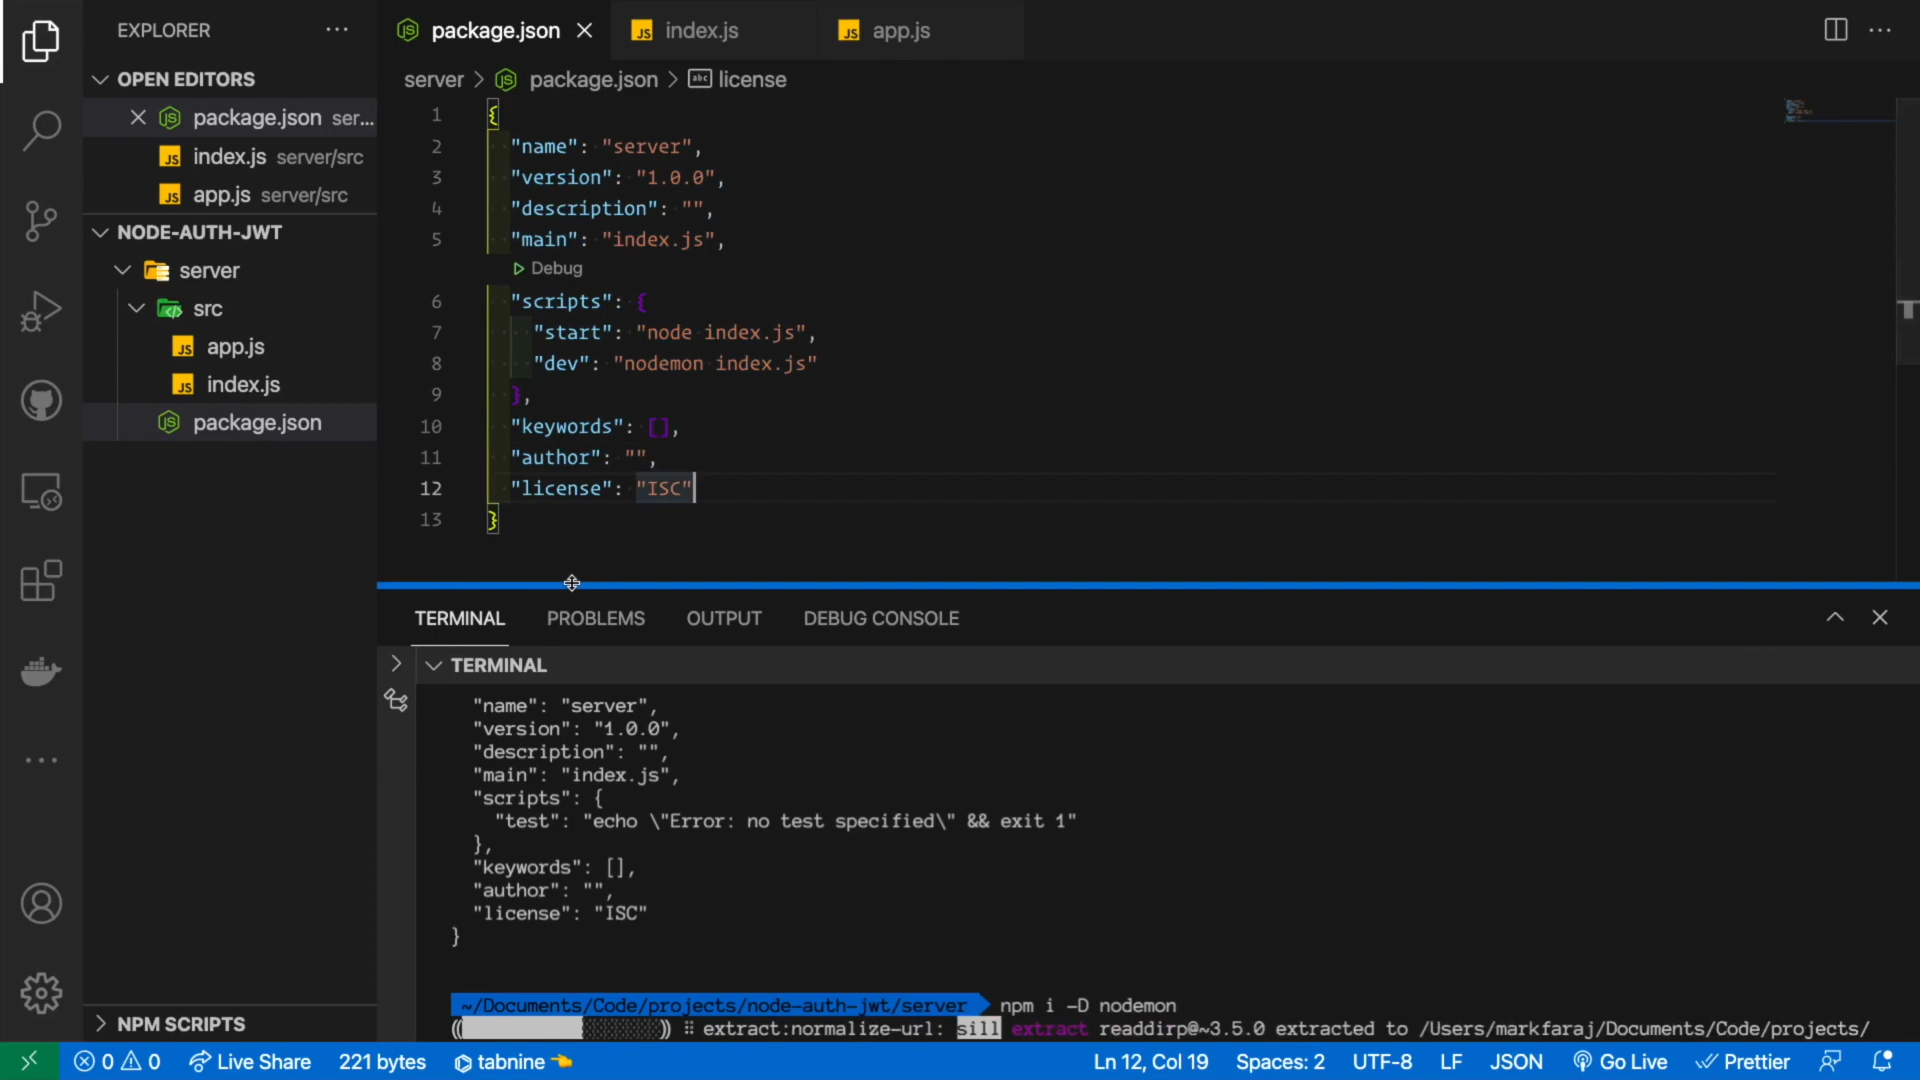 EXPLORER
OPEN EDITORS
package.json ser...
index.js server/src
app.js server/src
NODE-AUTH-JWT
server
src
app.js
index.js
package.json
NPM SCRIPTS
package.json
index.js
app.js
server > package.json > license
1 {
2 "name": "server",
3 "version": "1.0.0",
4 "description": "",
5 "main": "index.js",
Debug
6 "scripts": {
7 "start": "node index.js",
8 "dev": "nodemon index.js"
9 },
10 "keywords": [],
11 "author": "",
12 "license": "ISC"
13 }
TERMINAL PROBLEMS OUTPUT DEBUG CONSOLE
TERMINAL
"name": "server",
"version": "1.0.0",
"description": "",
"main": "index.js",
"scripts": {
"test": "echo \"Error: no test specified\" && exit 1"
},
"keywords": [],
"author": "",
"license": "ISC"
}
~/Documents/Code/projects/node-auth-jwt/server npm i -D nodemon
(( )) ⠿ extract:normalize-url: sill extract readdirp@~3.5.0 extracted to /Users/markfaraj/Documents/Code/projects/
0 0 Live Share 221 bytes tabnine 👈 Ln 12, Col 19 Spaces: 2 UTF-8 LF JSON Go Live Prettier